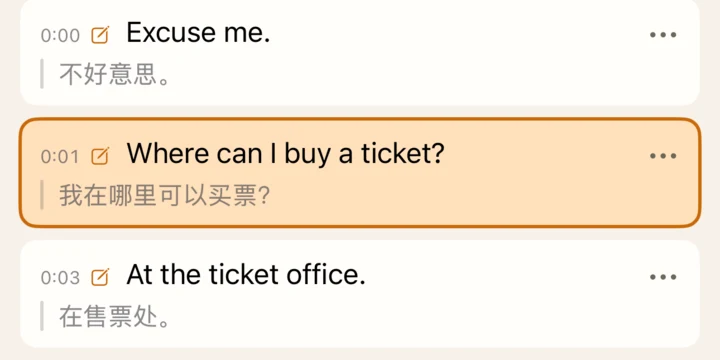 0:00 Excuse me.
不好意思。
0:01 Where can I buy a ticket?
我在哪里可以买票?
0:03 At the ticket office.
在售票处。